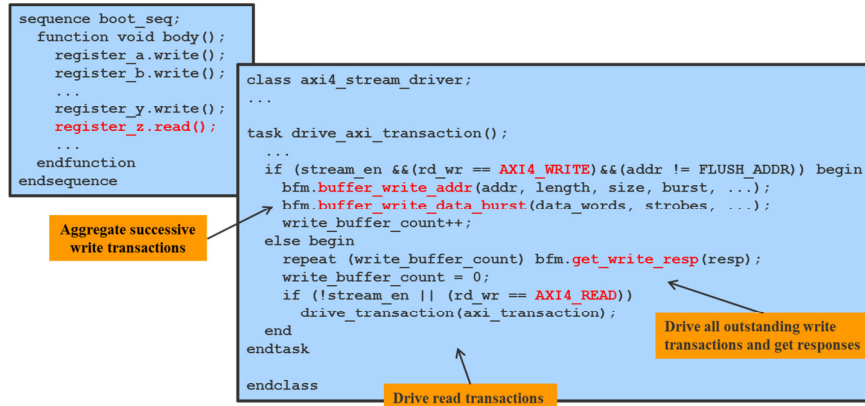 sequence boot_seq;
function void body();
register_a.write();
register_b.write();
...
register_y.write();
register_z.read();
...
endfunction
endsequence
class axi4_stream_driver;
...
task drive_axi_transaction();
...
if (stream_en &&(rd_wr == AXI4_WRITE)&&(addr != FLUSH_ADDR)) begin
bfm.buffer_write_addr(addr, length, size, burst, ...);
bfm.buffer_write_data_burst(data_words, strobes, ...);
write_buffer_count++;
else begin
repeat (write_buffer_count) bfm.get_write_resp(resp);
write_buffer_count = 0;
if (!stream_en || (rd_wr == AXI4_READ))
drive_transaction(axi_transaction);
end
endtask
endclass
Aggregate successive
write transactions
Drive all outstanding write
transactions and get responses
Drive read transactions